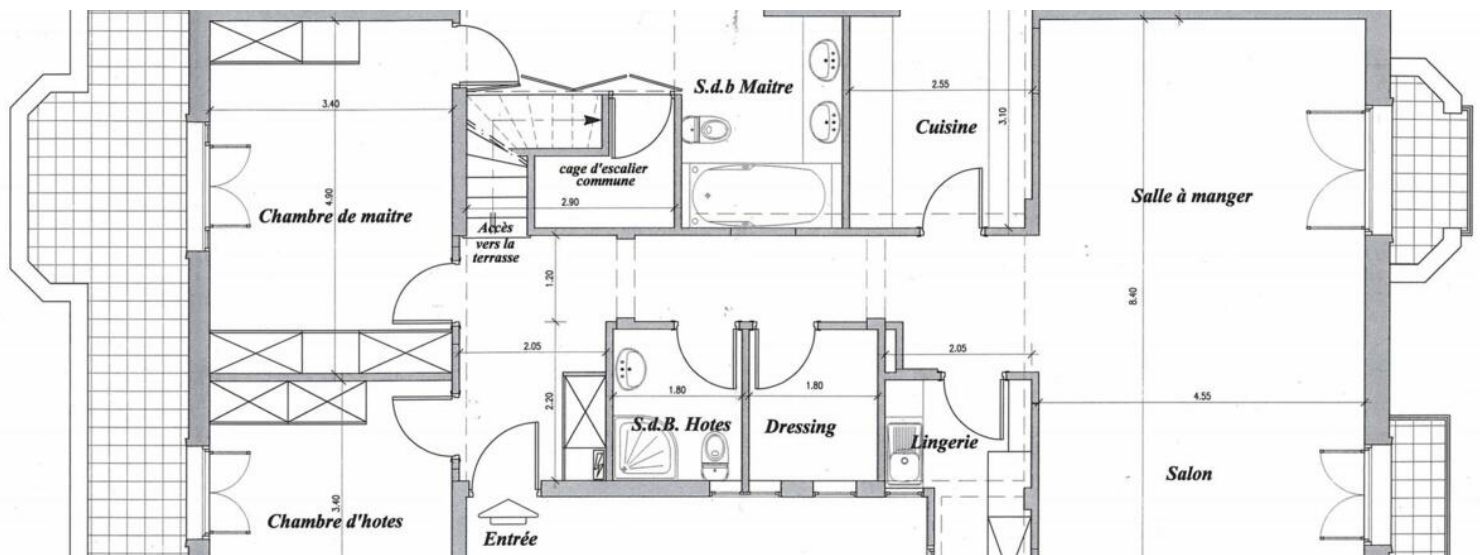 S.d.b Maitre
3.40
2.55
3.10
Cuisine
cage d'escalier
commune
4.90
Chambre de maitre
2.90
Salle à manger
Accès
vers la
terrasse
1.20
8.40
2.05
2.05
1.80
1.80
4.55
2.20
S.d.B. Hotes
Dressing
Lingerie
Salon
3.40
Chambre d'hotes
Entrée